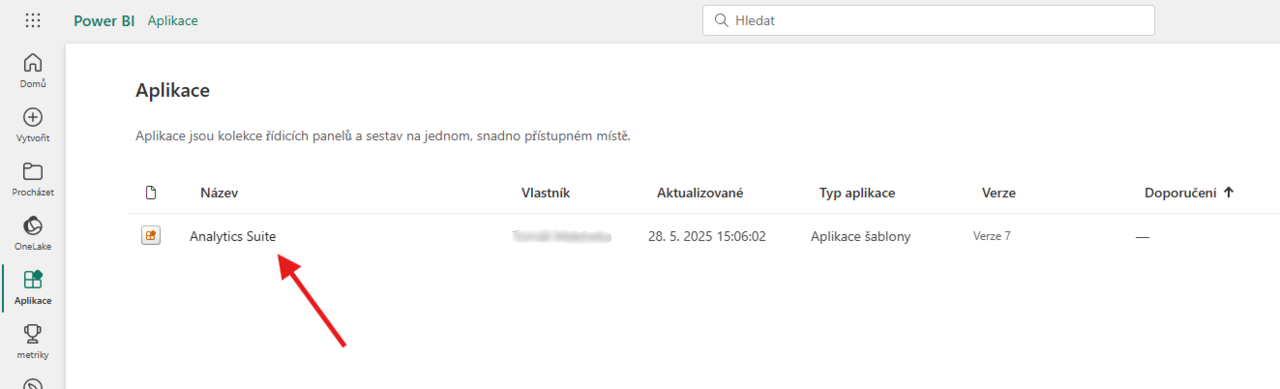 Power BI Aplikace
Hledat
Domů
Vytvořit
Procházet
OneLake
Aplikace
metriky
Aplikace
Aplikace jsou kolekce řídicích panelů a sestav na jednom, snadno přístupném místě.
Název Vlastník Aktualizované Typ aplikace Verze Doporučení
Analytics Suite 28. 5. 2025 15:06:02 Aplikace šablony Verze 7 —